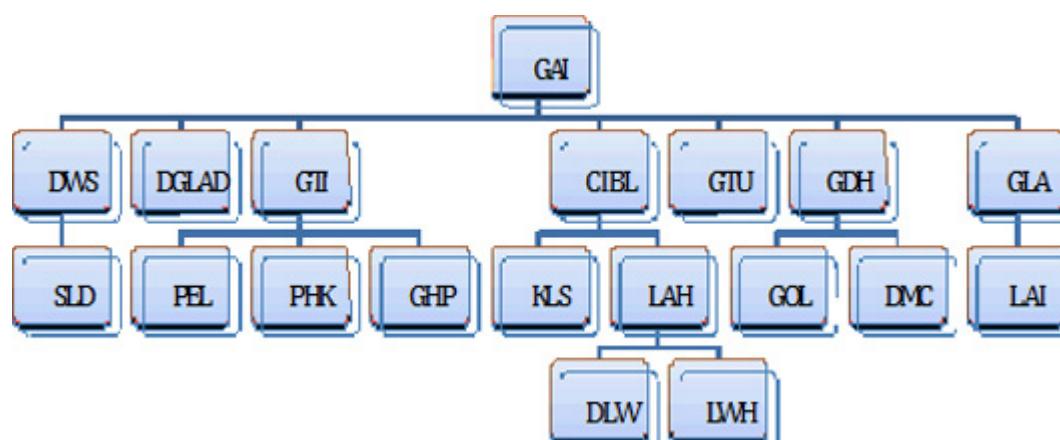 GAI
DWS DGLAD GTI CIBL GTU GDH GLA
SLD PEL PHK GHP KLS LAH GOL DMC LAI
DLW LWH